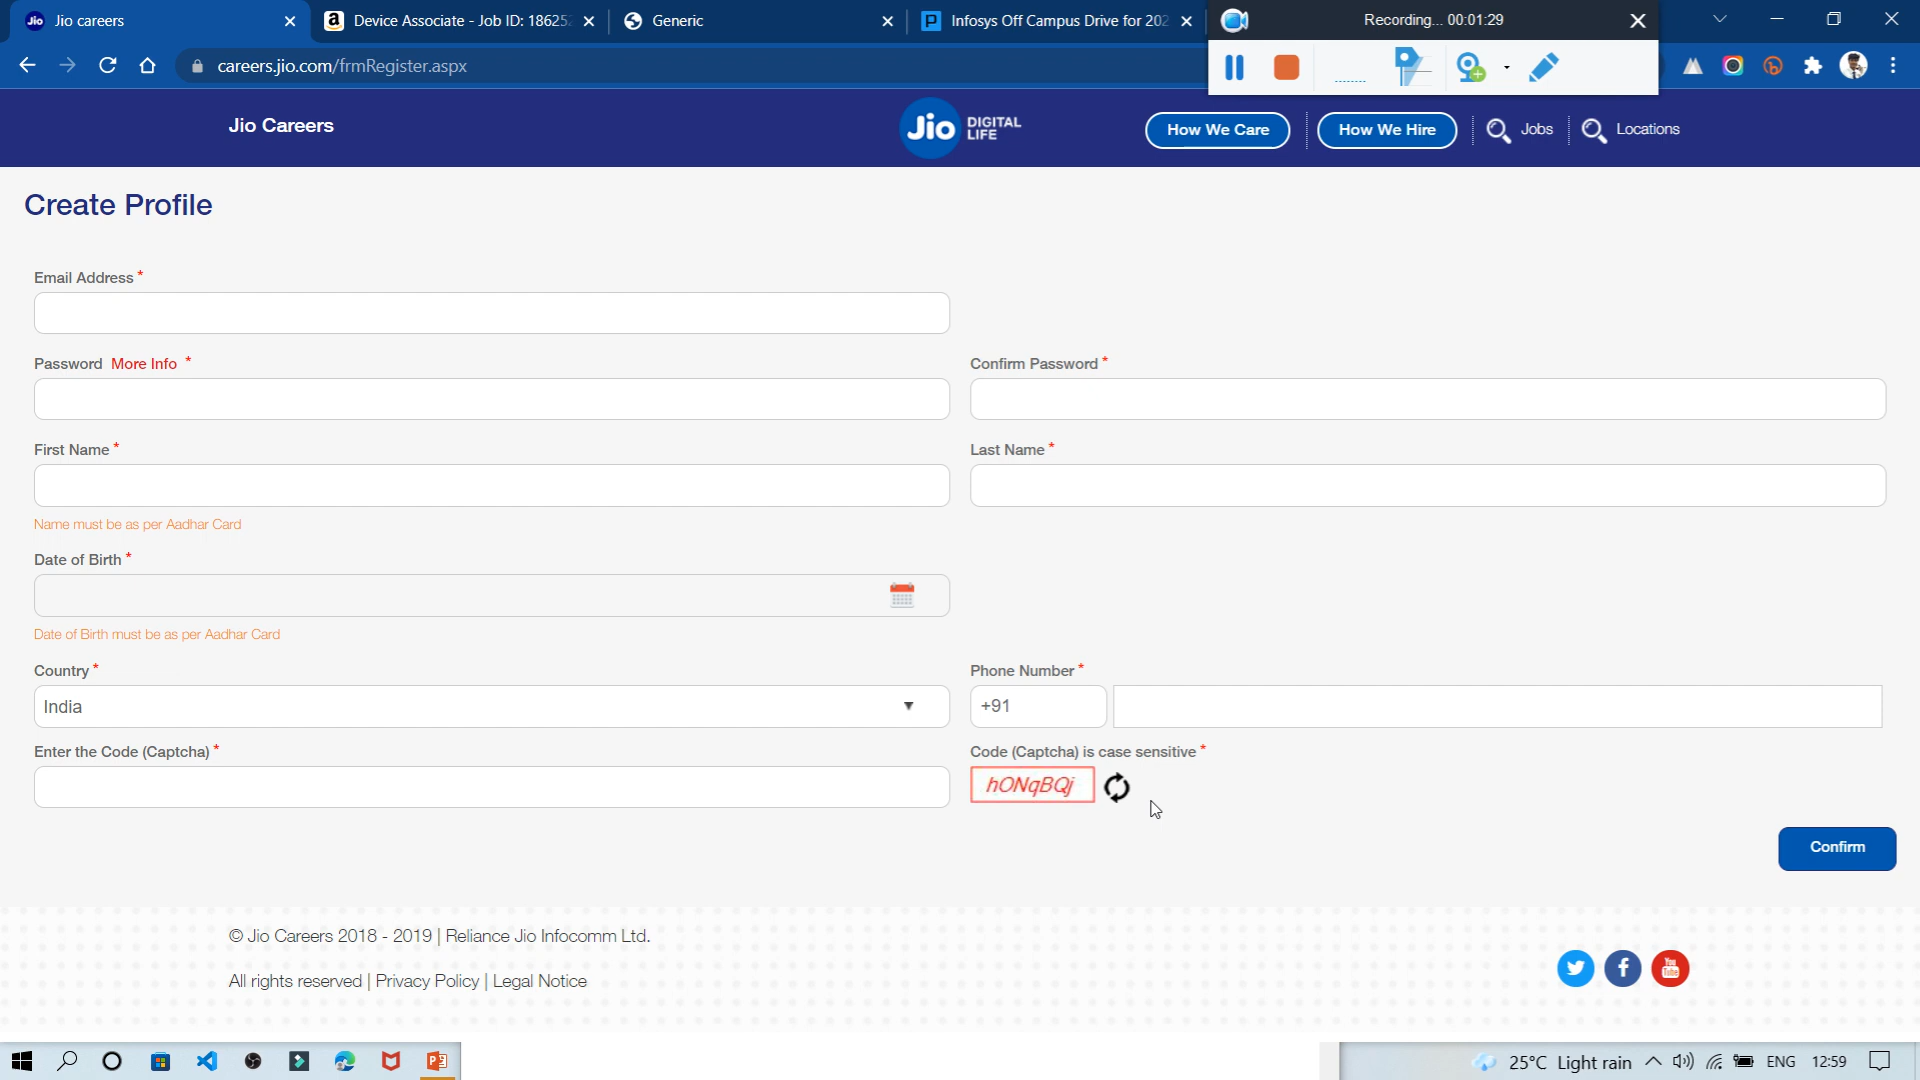 Jio careers
Device Associate - Job ID: 18625
Generic
Infosys Off Campus Drive for 202
Recording... 00:01:29
careers.jio.com/frmRegister.aspx
Jio Careers
Jio DIGITAL LIFE
How We Care
How We Hire
Jobs
Locations
Create Profile
Email Address *
Password More Info *
Confirm Password *
First Name *
Last Name *
Name must be as per Aadhar Card
Date of Birth *
Date of Birth must be as per Aadhar Card
Country *
Phone Number *
India
+91
Enter the Code (Captcha) *
Code (Captcha) is case sensitive *
hONqBQj
Confirm
© Jio Careers 2018 - 2019 | Reliance Jio Infocomm Ltd.
All rights reserved | Privacy Policy | Legal Notice
25°C Light rain
ENG
12:59